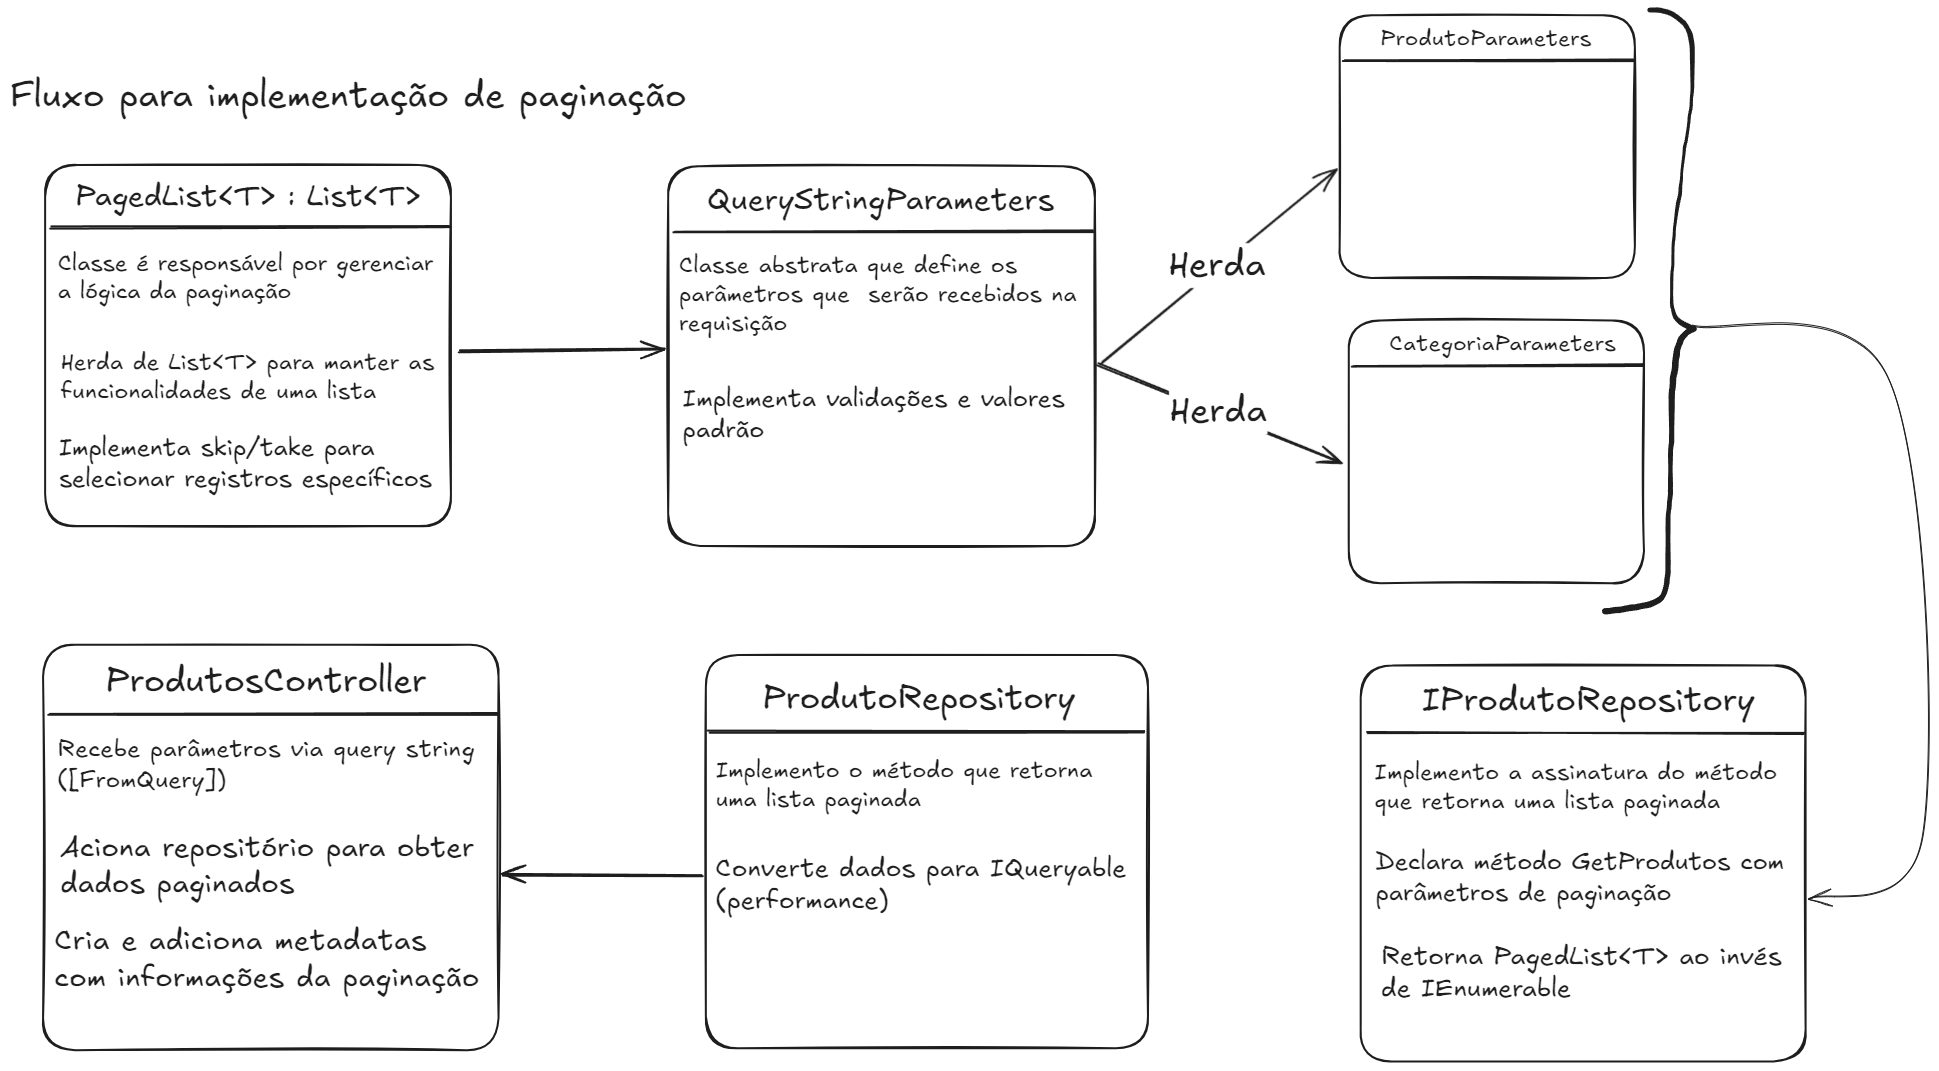 Fluxo para implementação de paginação
PagedList<T> : List<T>
Classe é responsável por gerenciar
a lógica da paginação
Herda de List<T> para manter as
funcionalidades de uma lista
Implementa skip/take para
selecionar registros específicos
QueryStringParameters
Classe abstrata que define os
parâmetros que serão recebidos na
requisição
Implementa validações e valores
padrão
Herda
Herda
ProdutoParameters
CategoriaParameters
ProdutosController
Recebe parâmetros via query string
([FromQuery])
Aciona repositório para obter
dados paginados
Cria e adiciona metadatas
com informações da paginação
ProdutoRepository
Implemento o método que retorna
uma lista paginada
Converte dados para IQueryable
(performance)
IProdutoRepository
Implemento a assinatura do método
que retorna uma lista paginada
Declara método GetProdutos com
parâmetros de paginação
Retorna PagedList<T> ao invés
de IEnumerable